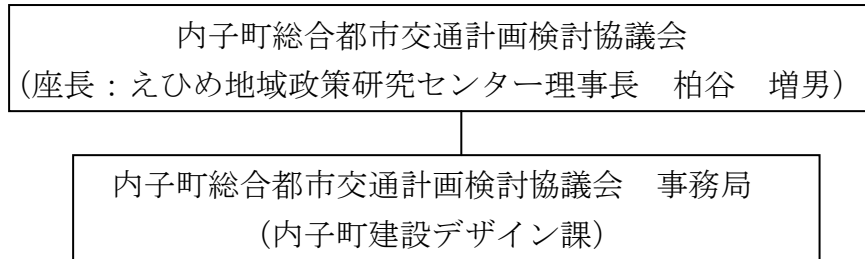 内子町総合都市交通計画検討協議会
(座長：えひめ地域政策研究センター理事長　柏谷　増男)
内子町総合都市交通計画検討協議会　事務局
(内子町建設デザイン課)